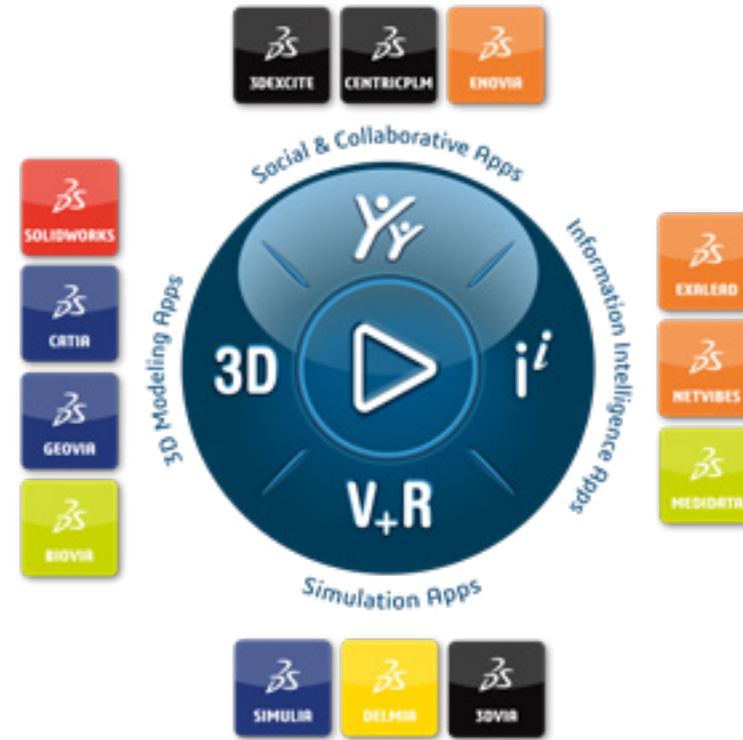 3DEXCITE
CENTRICPLM
ENOVIA
Social & Collaborative Apps
SOLIDWORKS
CATIA
GEOVIA
BIOVIA
3D Modeling Apps
3D
i i
V+R
Information Intelligence Apps
EXALEAD
NETVIBES
MEDIDATA
Simulation Apps
SIMULIA
DELMIA
3DVIA